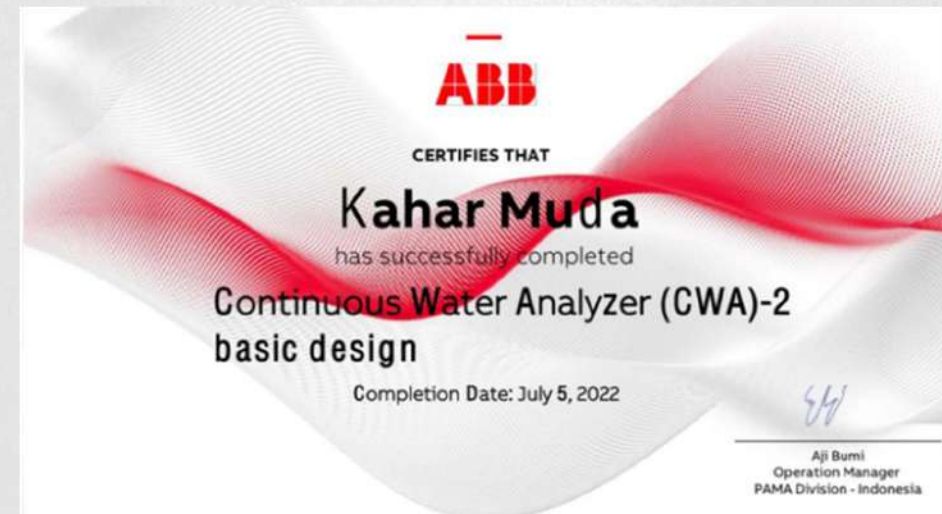 ABB
CERTIFIES THAT
Kahar Muda
has successfully completed
Continuous Water Analyzer (CWA)-2
basic design
Completion Date: July 5, 2022
Aji Bumi
Operation Manager
PAMA Division - Indonesia